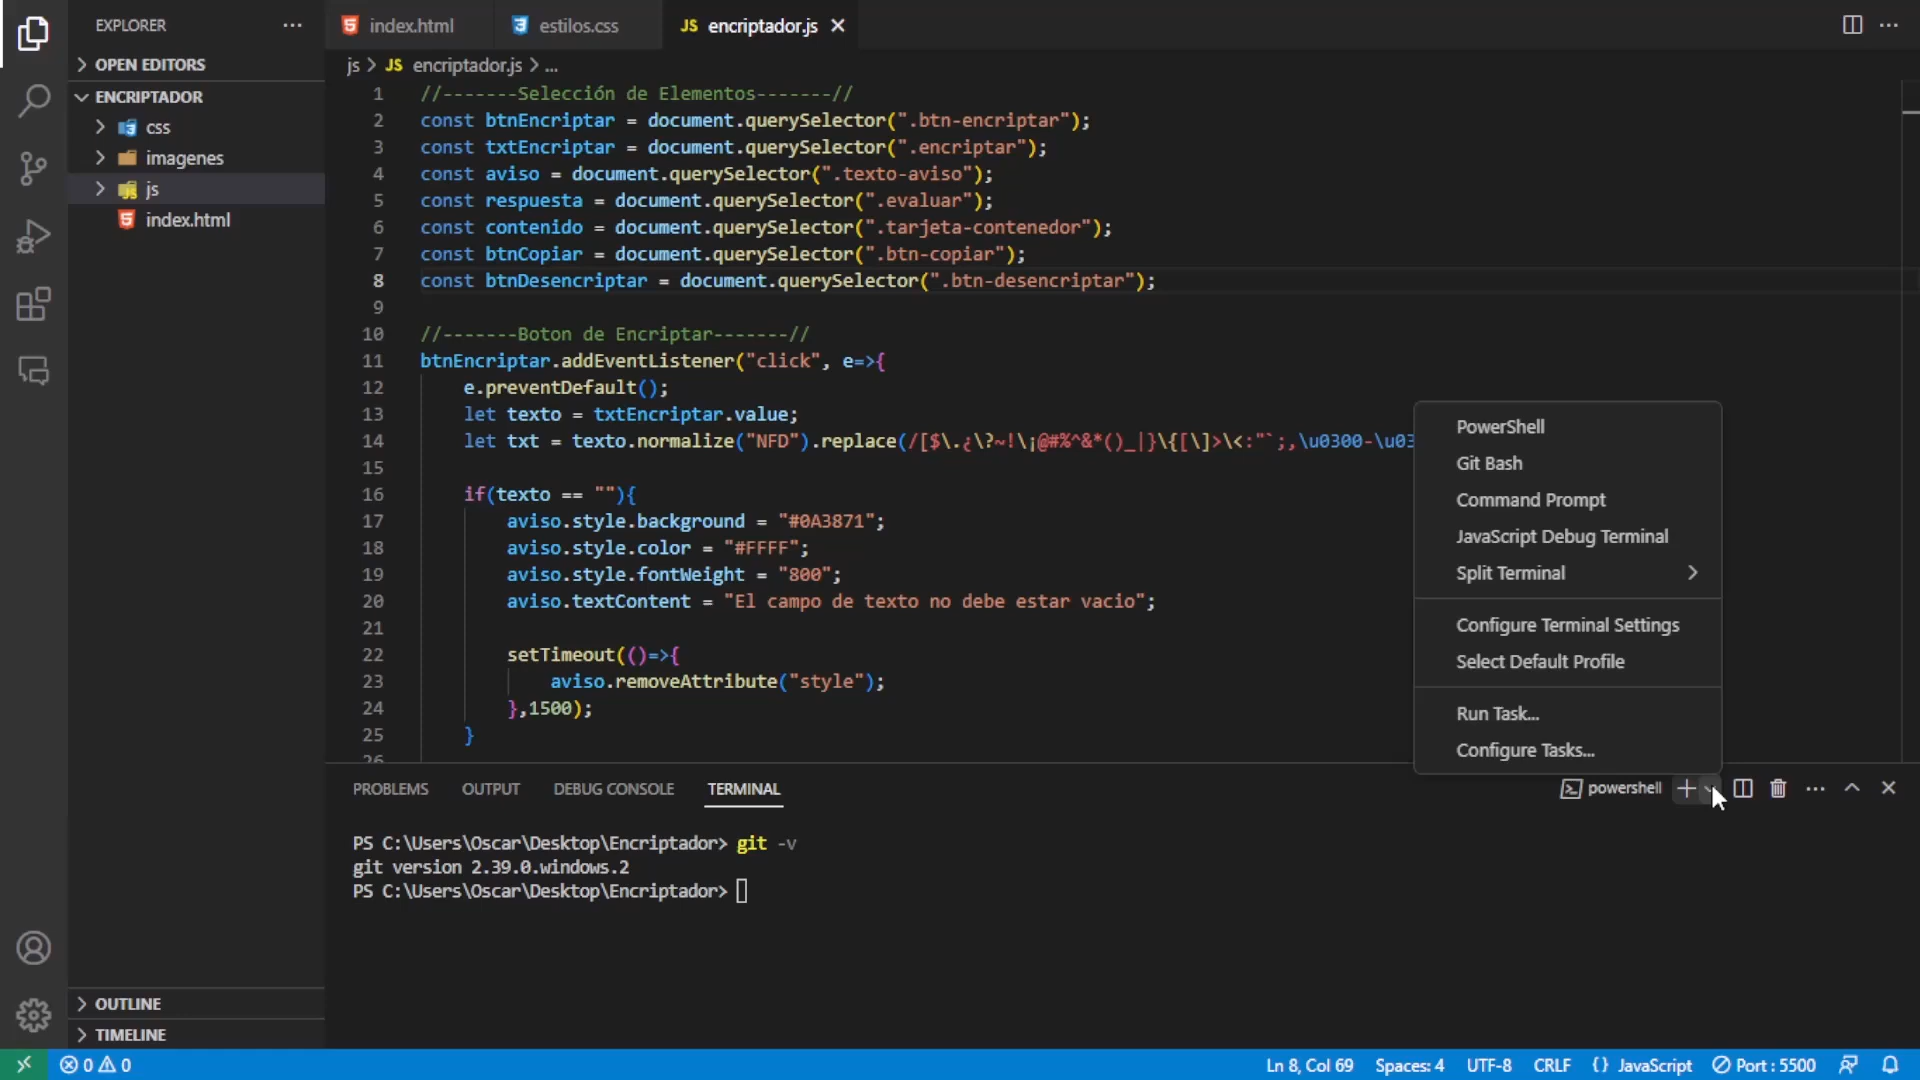 EXPLORER
OPEN EDITORS
ENCRIPTADOR
css
imagenes
js
index.html
OUTLINE
TIMELINE
index.html
estilos.css
JS encriptador.js
js > JS encriptador.js > ...
1 //-------Selección de Elementos-------//
2 const btnEncriptar = document.querySelector(".btn-encriptar");
3 const txtEncriptar = document.querySelector(".encriptar");
4 const aviso = document.querySelector(".texto-aviso");
5 const respuesta = document.querySelector(".evaluar");
6 const contenido = document.querySelector(".tarjeta-contenedor");
7 const btnCopiar = document.querySelector(".btn-copiar");
8 const btnDesencriptar = document.querySelector(".btn-desencriptar");
9
10 //-------Boton de Encriptar-------//
11 btnEncriptar.addEventListener("click", e=>{
12 e.preventDefault();
13 let texto = txtEncriptar.value;
14 let txt = texto.normalize("NFD").replace(/[$\.¿\?~!\¡@#%^&*()_|}\{[\]>\<:"`;,\u0300-\u03
15
16 if(texto == ""){
17 aviso.style.background = "#0A3871";
18 aviso.style.color = "#FFFF";
19 aviso.style.fontWeight = "800";
20 aviso.textContent = "El campo de texto no debe estar vacio";
21
22 setTimeout(()=>{
23 aviso.removeAttribute("style");
24 },1500);
25 }
26
PowerShell
Git Bash
Command Prompt
JavaScript Debug Terminal
Split Terminal
Configure Terminal Settings
Select Default Profile
Run Task...
Configure Tasks...
PROBLEMS
OUTPUT
DEBUG CONSOLE
TERMINAL
powershell
PS C:\Users\Oscar\Desktop\Encriptador> git -v
git version 2.39.0.windows.2
PS C:\Users\Oscar\Desktop\Encriptador>
0 0
Ln 8, Col 69
Spaces: 4
UTF-8
CRLF
{} JavaScript
Port : 5500